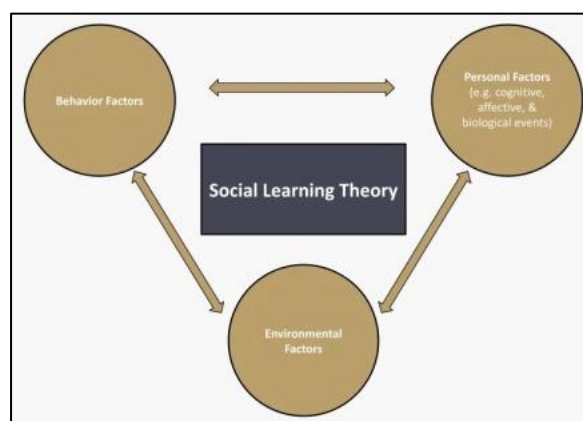 Behavior Factors
Personal Factors
(e.g. cognitive,
affective, &
biological events)
Social Learning Theory
Environmental
Factors